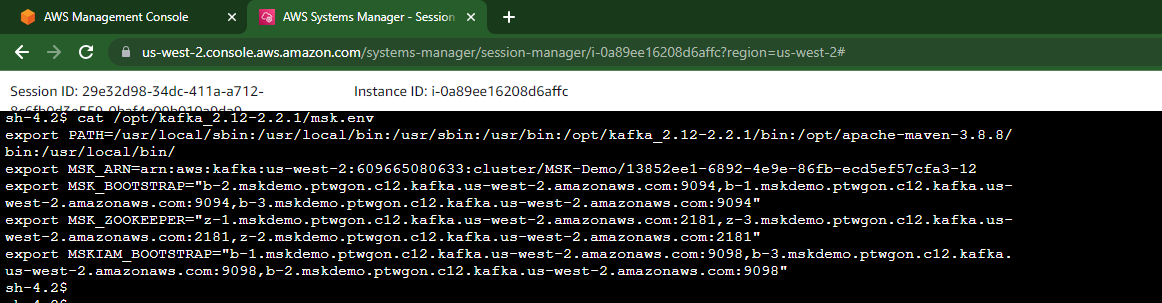 AWS Management Console
AWS Systems Manager - Session
us-west-2.console.aws.amazon.com/systems-manager/session-manager/i-0a89ee16208d6affc?region=us-west-2#
Session ID: 29e32d98-34dc-411a-a712-
Instance ID: i-0a89ee16208d6affc
sh-4.2$ cat /opt/kafka_2.12-2.2.1/msk.env
export PATH=/usr/local/sbin:/usr/local/bin:/usr/sbin:/usr/bin:/opt/kafka_2.12-2.2.1/bin:/opt/apache-maven-3.8.8/
bin:/usr/local/bin/
export MSK_ARN=arn:aws:kafka:us-west-2:609665080633:cluster/MSK-Demo/13852ee1-6892-4e9e-86fb-ecd5ef57cfa3-12
export MSK_BOOTSTRAP="b-2.mskdemo.ptwgon.c12.kafka.us-west-2.amazonaws.com:9094,b-1.mskdemo.ptwgon.c12.kafka.us-
west-2.amazonaws.com:9094,b-3.mskdemo.ptwgon.c12.kafka.us-west-2.amazonaws.com:9094"
export MSK_ZOOKEEPER="z-1.mskdemo.ptwgon.c12.kafka.us-west-2.amazonaws.com:2181,z-3.mskdemo.ptwgon.c12.kafka.us-
west-2.amazonaws.com:2181,z-2.mskdemo.ptwgon.c12.kafka.us-west-2.amazonaws.com:2181"
export MSKIAM_BOOTSTRAP="b-1.mskdemo.ptwgon.c12.kafka.us-west-2.amazonaws.com:9098,b-3.mskdemo.ptwgon.c12.kafka.
us-west-2.amazonaws.com:9098,b-2.mskdemo.ptwgon.c12.kafka.us-west-2.amazonaws.com:9098"
sh-4.2$